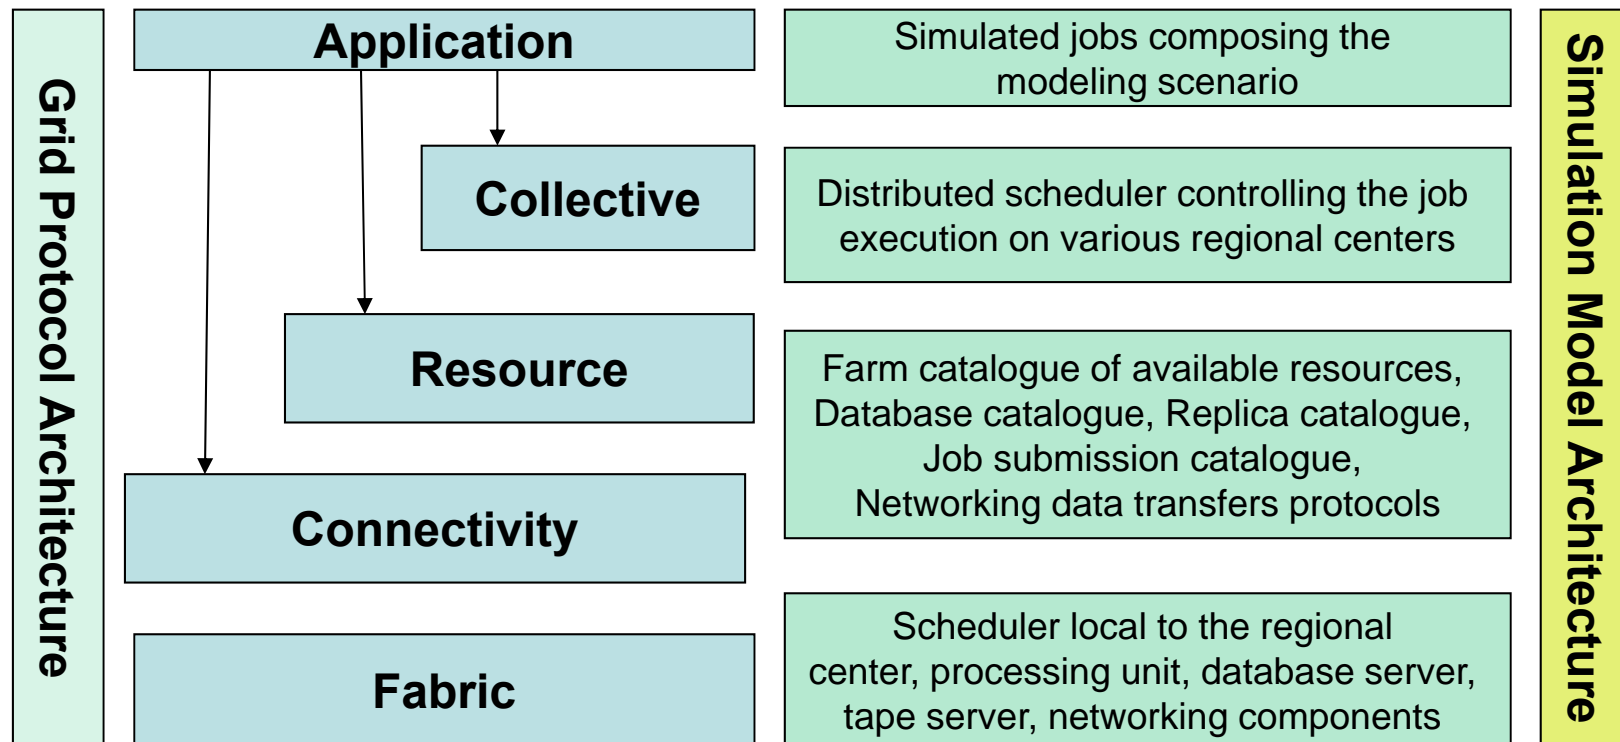 Grid Protocol Architecture
Application
Collective
Resource
Connectivity
Fabric
Simulated jobs composing the
modeling scenario
Distributed scheduler controlling the job
execution on various regional centers
Farm catalogue of available resources,
Database catalogue, Replica catalogue,
Job submission catalogue,
Networking data transfers protocols
Scheduler local to the regional
center, processing unit, database server,
tape server, networking components
Simulation Model Architecture